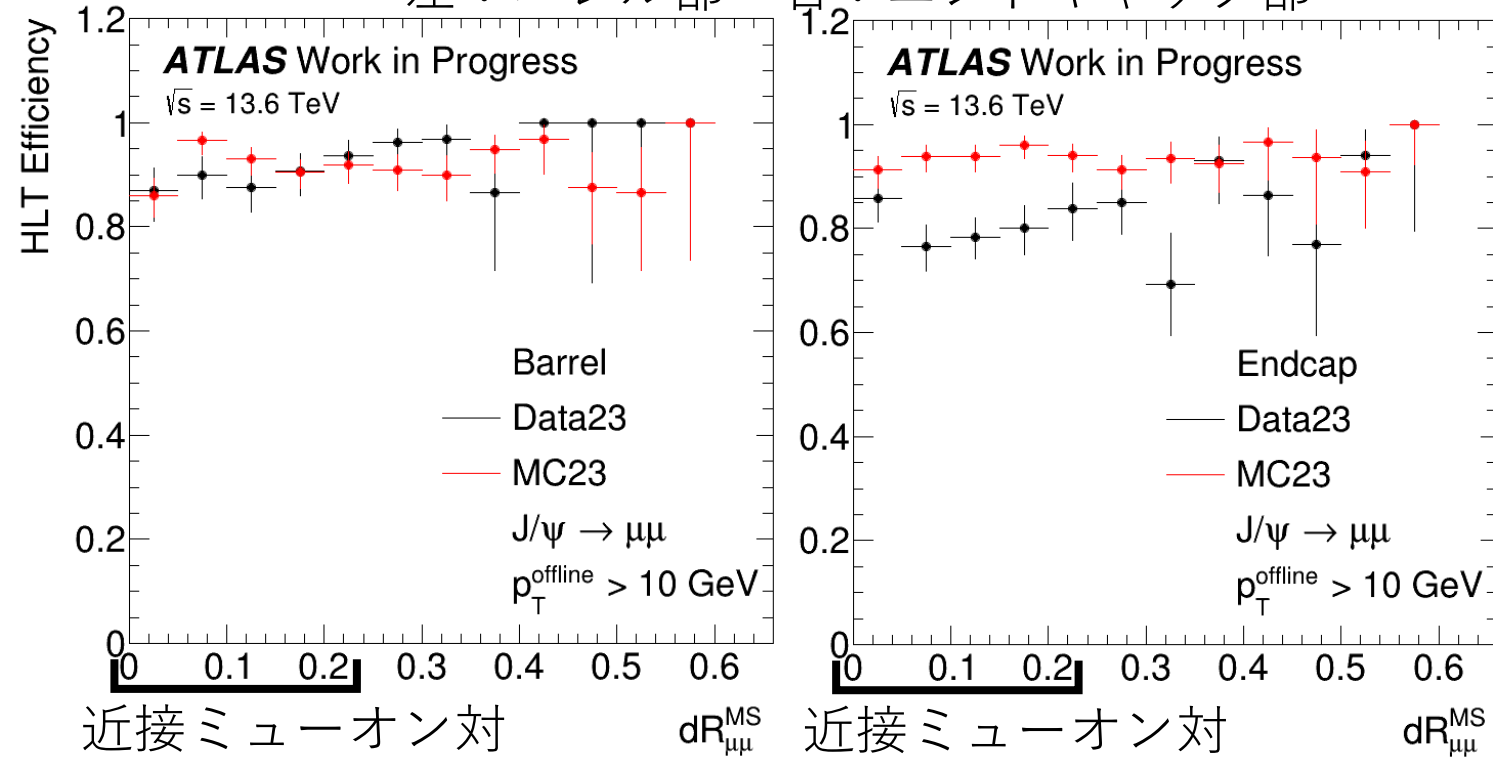 1.2
1
0.8
0.6
0.4
0.2
0
HLT Efficiency
ATLAS Work in Progress
√s = 13.6 TeV
Barrel
Data23
MC23
J/ψ → μμ
p_T^offline > 10 GeV
0 0.1 0.2 0.3 0.4 0.5 0.6
近接ミューオン対
dR_μμ^MS
1.2
1
0.8
0.6
0.4
0.2
0
ATLAS Work in Progress
√s = 13.6 TeV
Endcap
Data23
MC23
J/ψ → μμ
p_T^offline > 10 GeV
0 0.1 0.2 0.3 0.4 0.5 0.6
近接ミューオン対
dR_μμ^MS